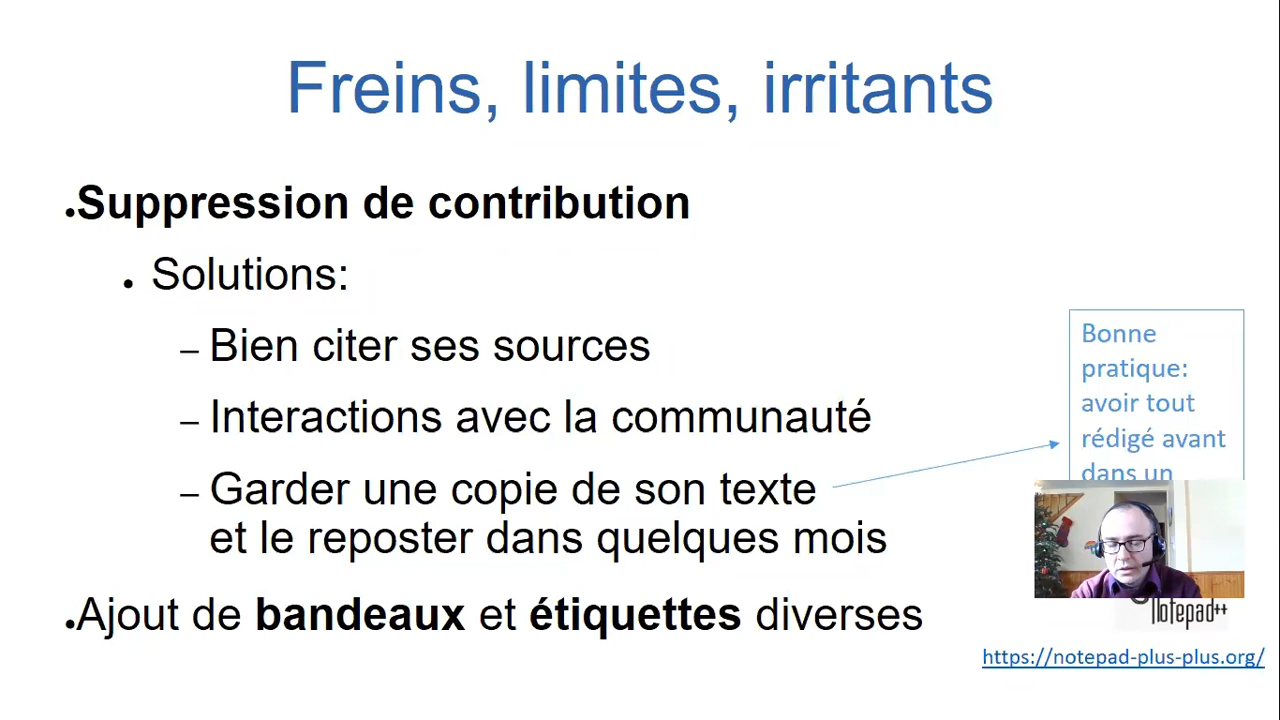 Freins, limites, irritants
●Suppression de contribution
● Solutions:
– Bien citer ses sources
– Interactions avec la communauté
– Garder une copie de son texte
et le reposter dans quelques mois
●Ajout de bandeaux et étiquettes diverses
Bonne
pratique:
avoir tout
rédigé avant
dans un
Notepad++
https://notepad-plus-plus.org/